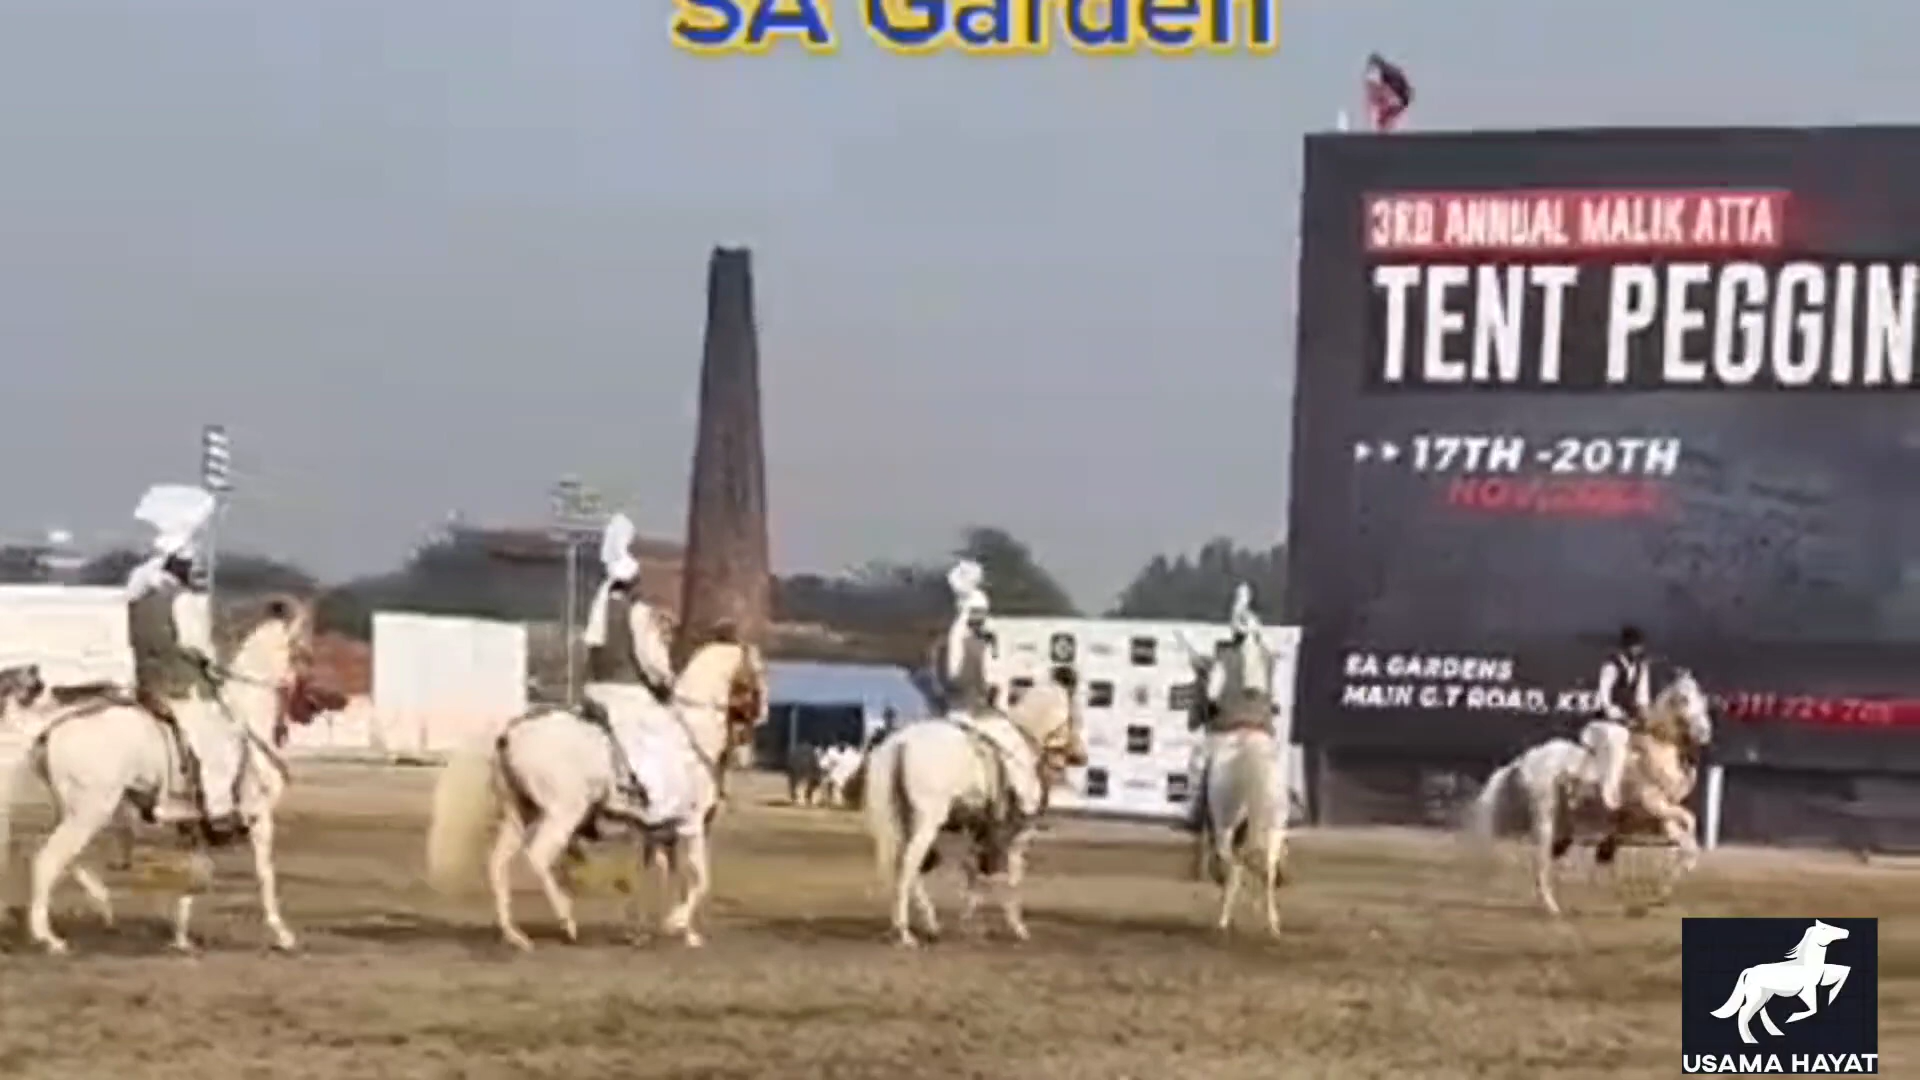 SA Garden
3RD ANNUAL MALIK ATTA
TENT PEGGIN
17TH -20TH
SA GARDENS
MAIN G.T ROAD,
USAMA HAYAT